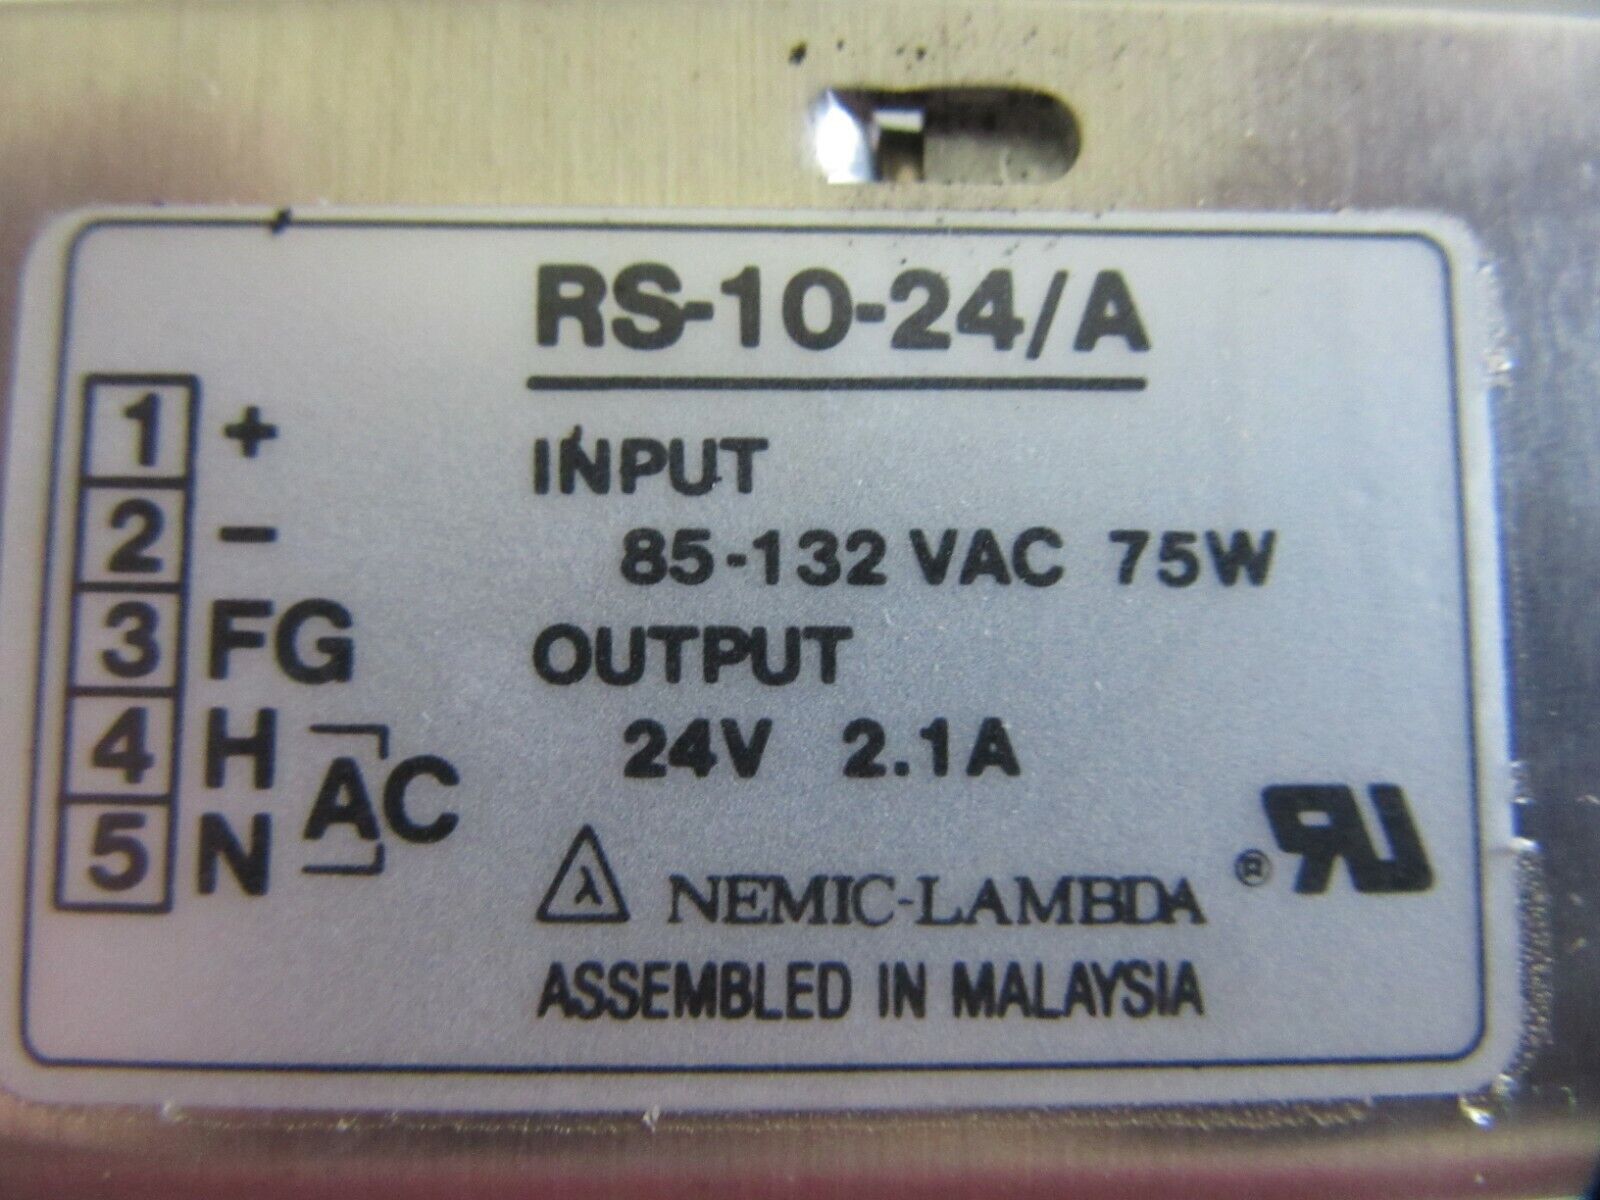 RS-10-24/A
1 +
INPUT
2 -
85-132 VAC 75W
3 FG
OUTPUT
4 H
24V 2.1A
AC
5 N
λ NEMIC-LAMBDA
® UR
ASSEMBLED IN MALAYSIA